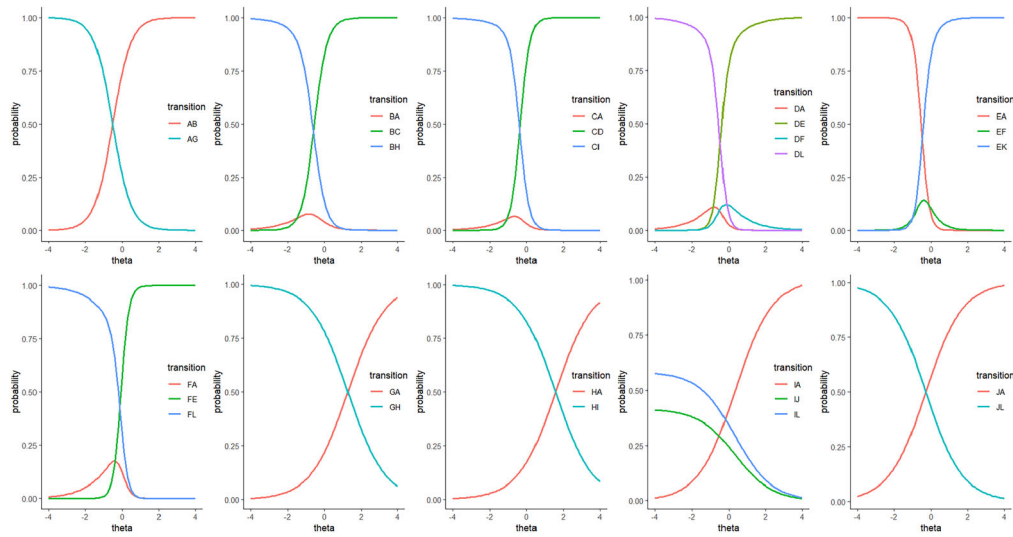 1.00
0.75
0.50
0.25
0.00
probability
-4
-2
0
2
4
theta
transition
AB
AG
1.00
0.75
0.50
0.25
0.00
probability
-4
-2
0
2
4
theta
transition
BA
BC
BH
1.00
0.75
0.50
0.25
0.00
probability
-4
-2
0
2
4
theta
transition
CA
CD
CI
1.00
0.75
0.50
0.25
0.00
probability
-4
-2
0
2
4
theta
transition
DA
DE
DF
DL
1.00
0.75
0.50
0.25
0.00
probability
-4
-2
0
2
4
theta
transition
EA
EF
EK
1.00
0.75
0.50
0.25
0.00
probability
-4
-2
0
2
4
theta
transition
FA
FE
FL
1.00
0.75
0.50
0.25
0.00
probability
-4
-2
0
2
4
theta
transition
GA
GH
1.00
0.75
0.50
0.25
0.00
probability
-4
-2
0
2
4
theta
transition
HA
HI
1.00
0.75
0.50
0.25
0.00
probability
-4
-2
0
2
4
theta
transition
IA
IJ
IL
1.00
0.75
0.50
0.25
0.00
probability
-4
-2
0
2
4
theta
transition
JA
JL